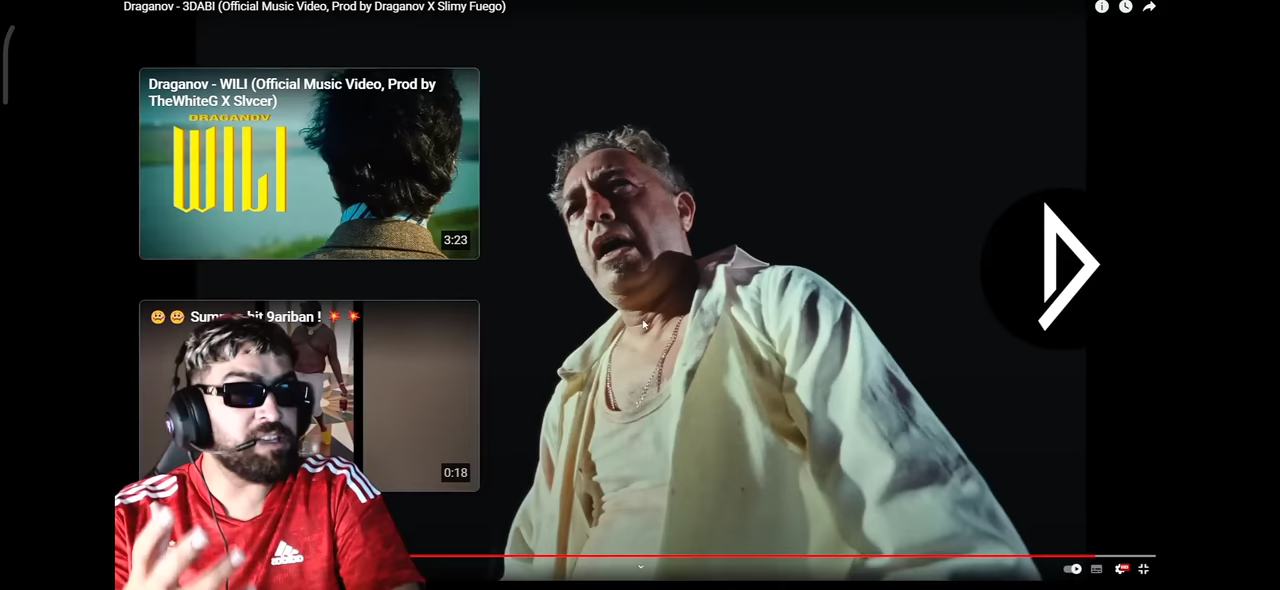 Draganov - 3DABI (Official Music Video, Prod by Draganov X Slimy Fuego)
Draganov - WILI (Official Music Video, Prod by
TheWhiteG X Slvcer)
DRAGANOV
WILI
3:23
😬 😬 hit 9ariban ! 💥 💥
0:18